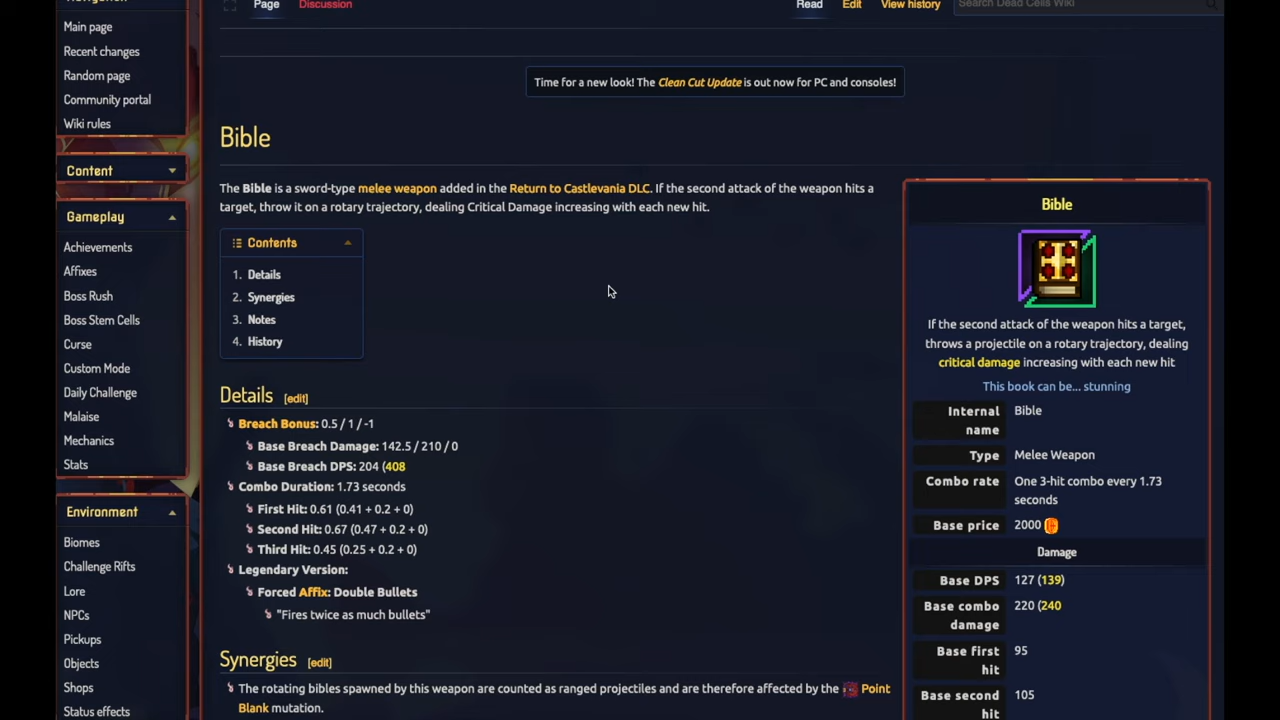 Navigation
Main page
Recent changes
Random page
Community portal
Wiki rules
Content
Gameplay
Achievements
Affixes
Boss Rush
Boss Stem Cells
Curse
Custom Mode
Daily Challenge
Malaise
Mechanics
Stats
Environment
Biomes
Challenge Rifts
Lore
NPCs
Pickups
Objects
Shops
Status effects
Page Discussion Read Edit View history Search Dead Cells Wiki
Time for a new look! The Clean Cut Update is out now for PC and consoles!
Bible
The Bible is a sword-type melee weapon added in the Return to Castlevania DLC. If the second attack of the weapon hits a
target, throw it on a rotary trajectory, dealing Critical Damage increasing with each new hit.
Contents
1. Details
2. Synergies
3. Notes
4. History
Details [edit]
Breach Bonus: 0.5 / 1 / -1
Base Breach Damage: 142.5 / 210 / 0
Base Breach DPS: 204 (408
Combo Duration: 1.73 seconds
First Hit: 0.61 (0.41 + 0.2 + 0)
Second Hit: 0.67 (0.47 + 0.2 + 0)
Third Hit: 0.45 (0.25 + 0.2 + 0)
Legendary Version:
Forced Affix: Double Bullets
"Fires twice as much bullets"
Synergies [edit]
The rotating bibles spawned by this weapon are counted as ranged projectiles and are therefore affected by the Point
Blank mutation.
Bible
If the second attack of the weapon hits a target,
throws a projectile on a rotary trajectory, dealing
critical damage increasing with each new hit
This book can be... stunning
Internal name Bible
Type Melee Weapon
Combo rate One 3-hit combo every 1.73
seconds
Base price 2000
Damage
Base DPS 127 (139)
Base combo damage 220 (240
Base first hit 95
Base second hit 105